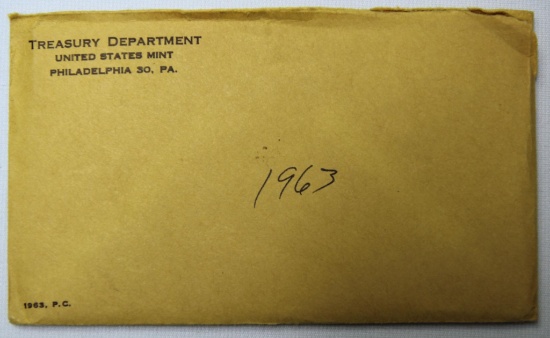 TREASURY DEPARTMENT
UNITED STATES MINT
PHILADELPHIA 30, PA.
1963
1963, P.C.